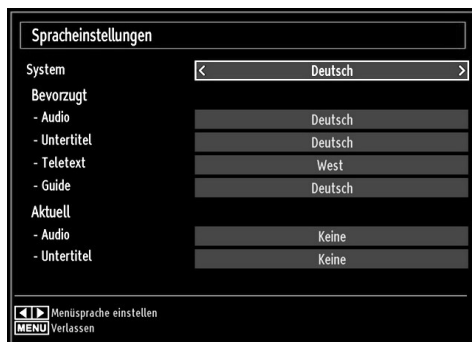 Spracheinstellungen
System < Deutsch >
Bevorzugt
- Audio Deutsch
- Untertitel Deutsch
- Teletext West
- Guide Deutsch
Aktuell
- Audio Keine
- Untertitel Keine
Menüsprache einstellen
MENU Verlassen